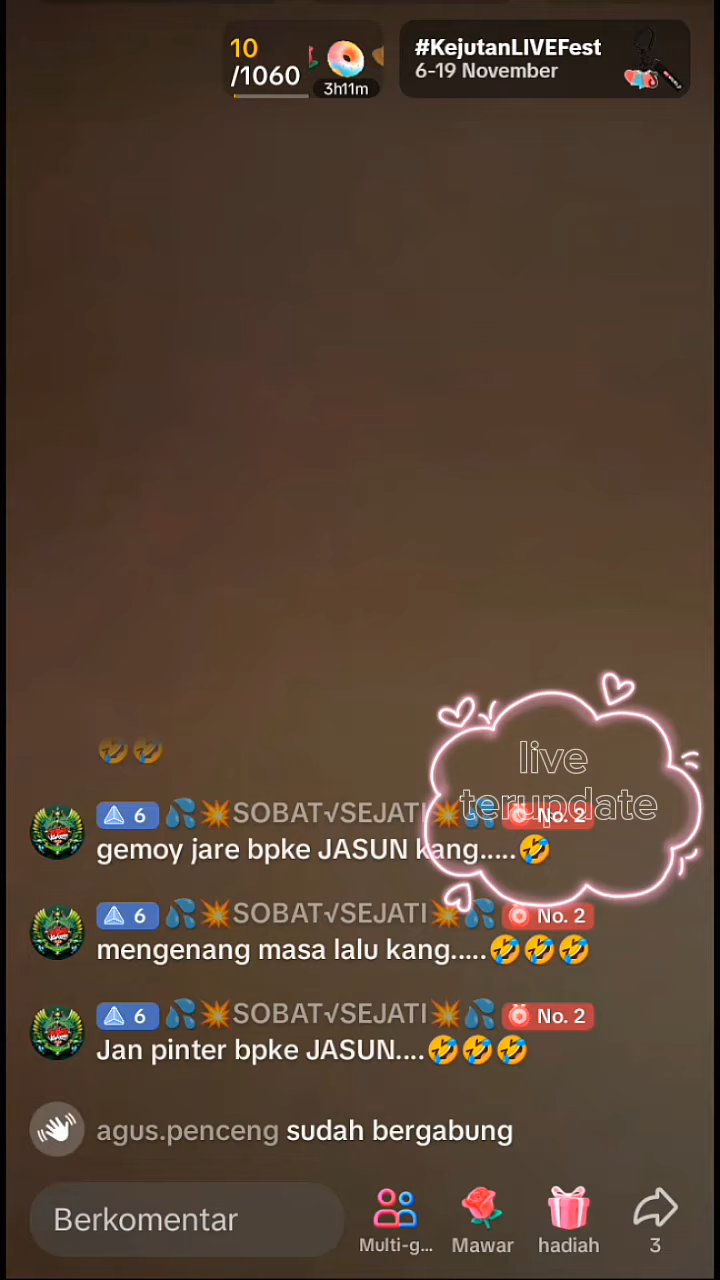 10
/1060
3h11m
#KejutanLIVEFest
6-19 November
live
terupdate
6 💦💥SOBAT√SEJATI💥💦 No. 2
gemoy jare bpke JASUN kang.....🤣
6 💦💥SOBAT√SEJATI💥💦 No. 2
mengenang masa lalu kang.....🤣🤣🤣
6 💦💥SOBAT√SEJATI💥💦 No. 2
Jan pinter bpke JASUN....🤣🤣🤣
agus.penceng sudah bergabung
Berkomentar
Multi-g...
Mawar
hadiah
3